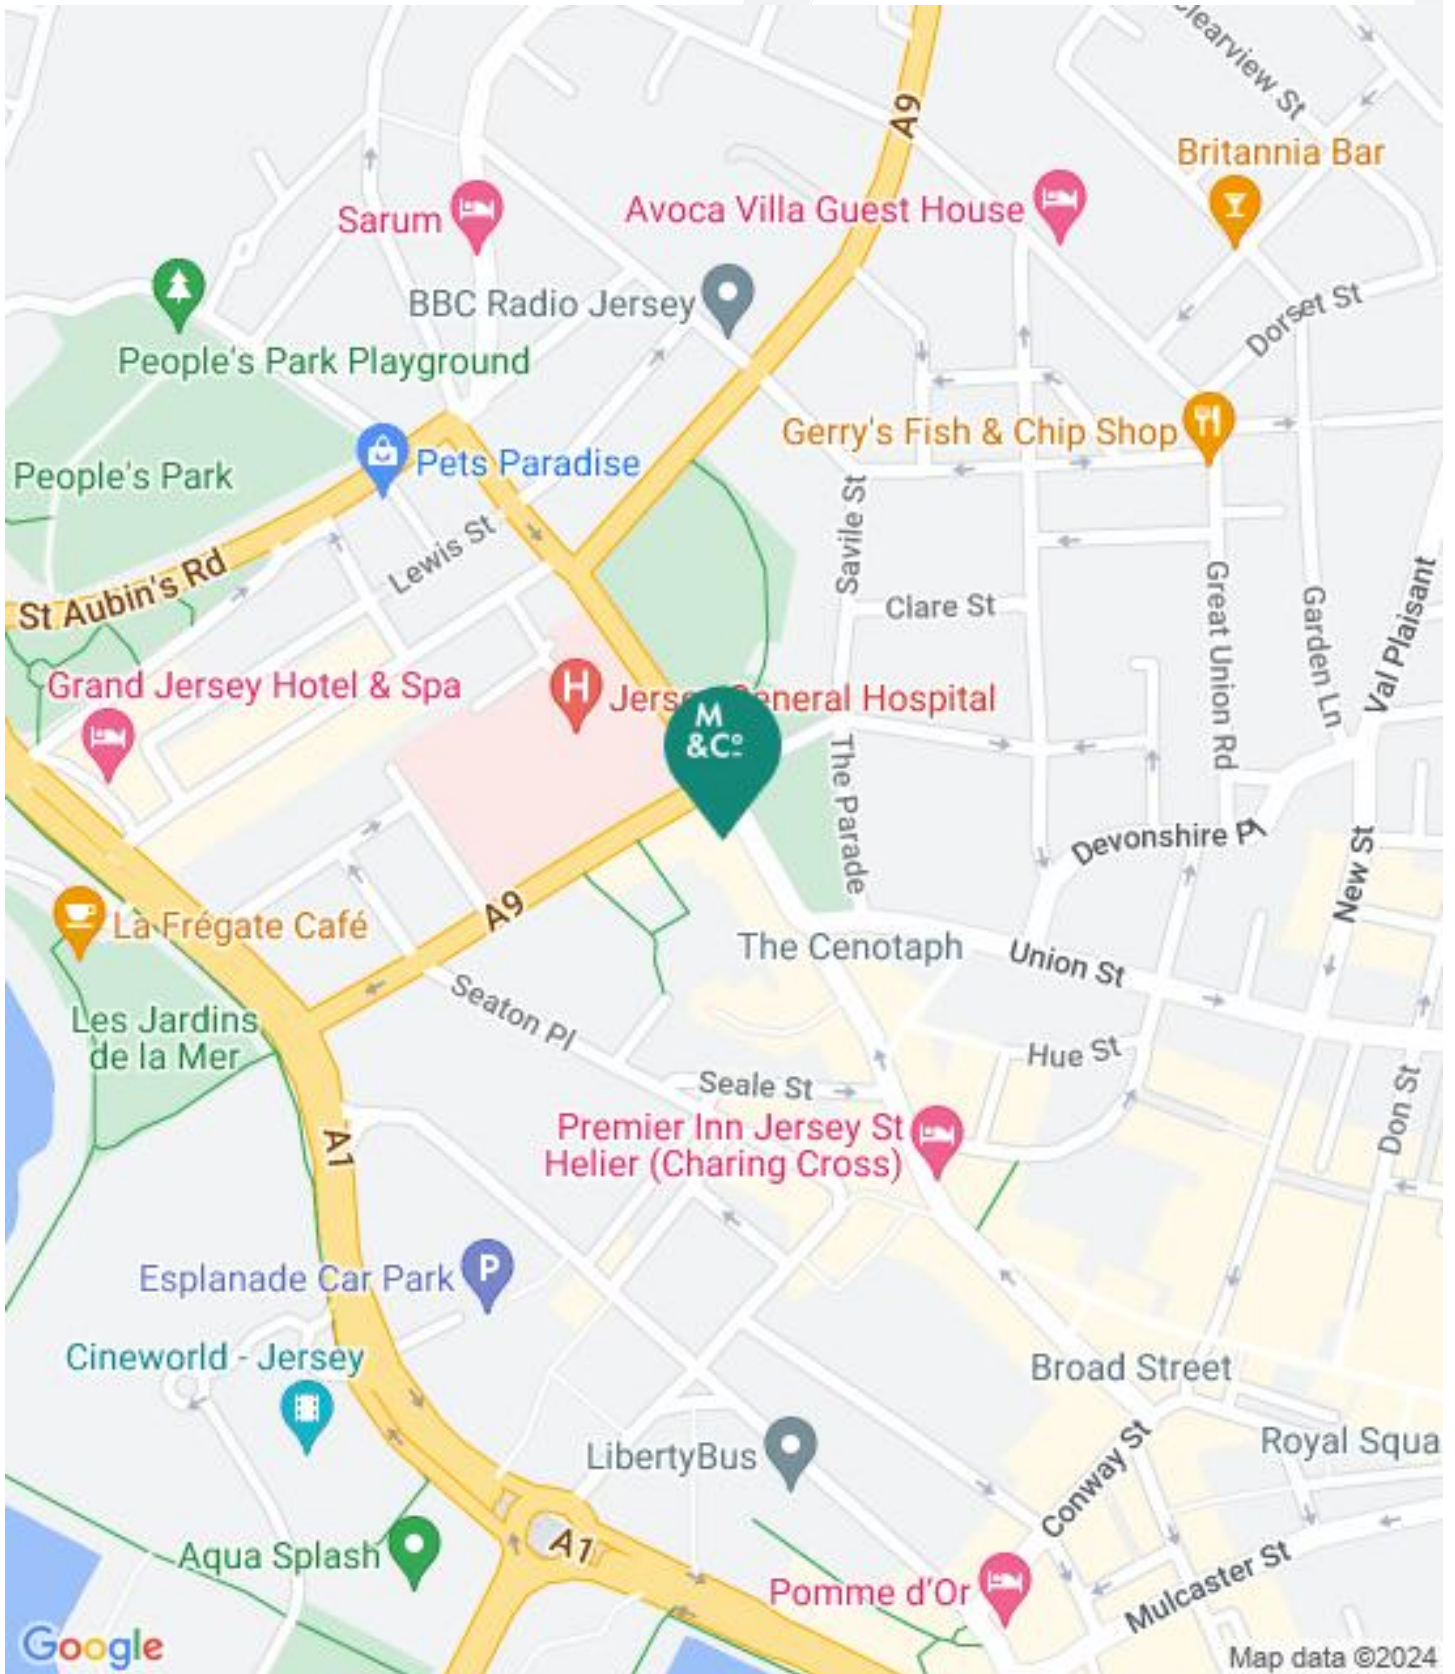 Clearview St
A9
Britannia Bar
Sarum
Avoca Villa Guest House
BBC Radio Jersey
Dorset St
People's Park Playground
Gerry's Fish & Chip Shop
People's Park
Pets Paradise
Savile St
Lewis St
St Aubin's Rd
Clare St
Great Union Rd
Garden Ln
Val Plaisant
Grand Jersey Hotel & Spa
H
General Hospital
M
&Co
The Parade
Devonshire Pl
New St
A9
La Frégate Café
The Cenotaph
Union St
Seaton Pl
Les Jardins
de la Mer
Hue St
Seale St
Don St
A1
Premier Inn Jersey St
Helier (Charing Cross)
Esplanade Car Park
P
Cineworld - Jersey
Broad Street
Royal Squa
LibertyBus
Conway St
A1
Aqua Splash
Pomme d'Or
Mulcaster St
Google
Map data ©2024